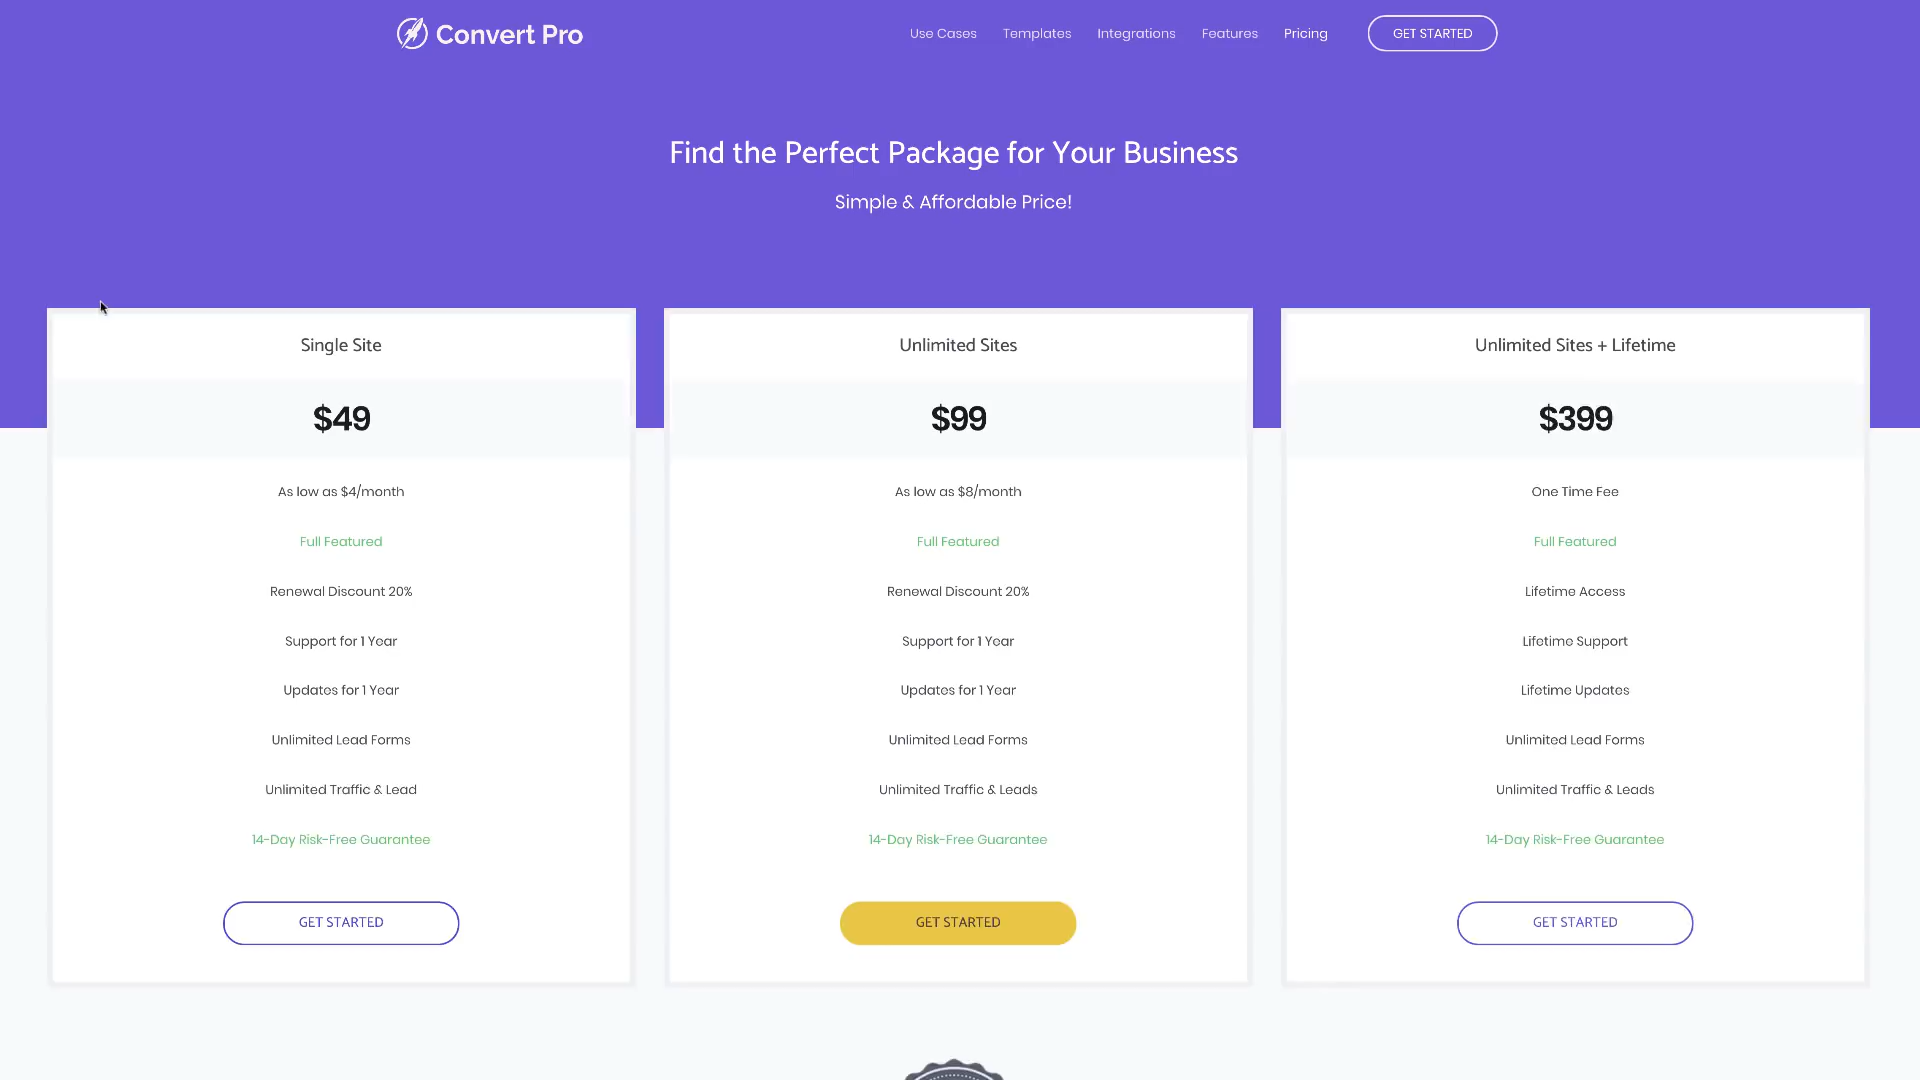 Convert Pro
Use Cases
Templates
Integrations
Features
Pricing
GET STARTED
Find the Perfect Package for Your Business
Simple & Affordable Price!
Single Site
$49
As low as $4/month
Full Featured
Renewal Discount 20%
Support for 1 Year
Updates for 1 Year
Unlimited Lead Forms
Unlimited Traffic & Lead
14-Day Risk-Free Guarantee
GET STARTED
Unlimited Sites
$99
As low as $8/month
Full Featured
Renewal Discount 20%
Support for 1 Year
Updates for 1 Year
Unlimited Lead Forms
Unlimited Traffic & Leads
14-Day Risk-Free Guarantee
GET STARTED
Unlimited Sites + Lifetime
$399
One Time Fee
Full Featured
Lifetime Access
Lifetime Support
Lifetime Updates
Unlimited Lead Forms
Unlimited Traffic & Leads
14-Day Risk-Free Guarantee
GET STARTED